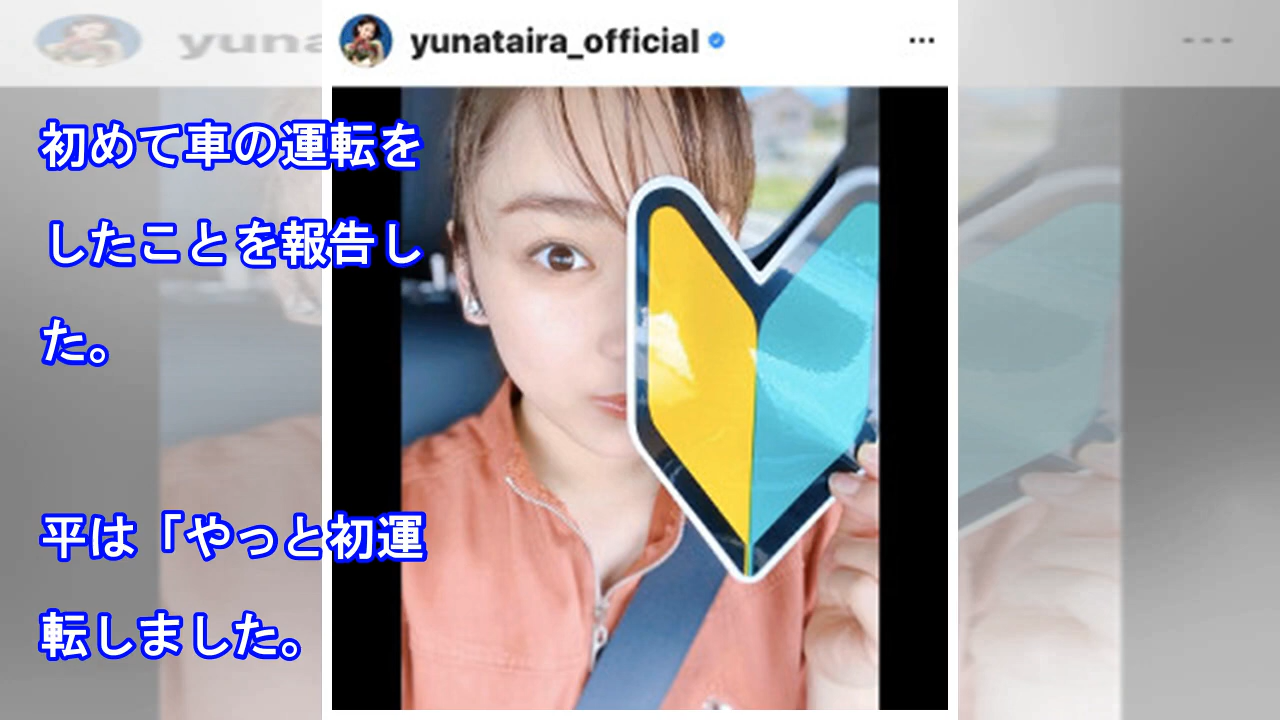 yunataira_official
初めて車の運転を
したことを報告し
た。
平は「やっと初運
転しました。